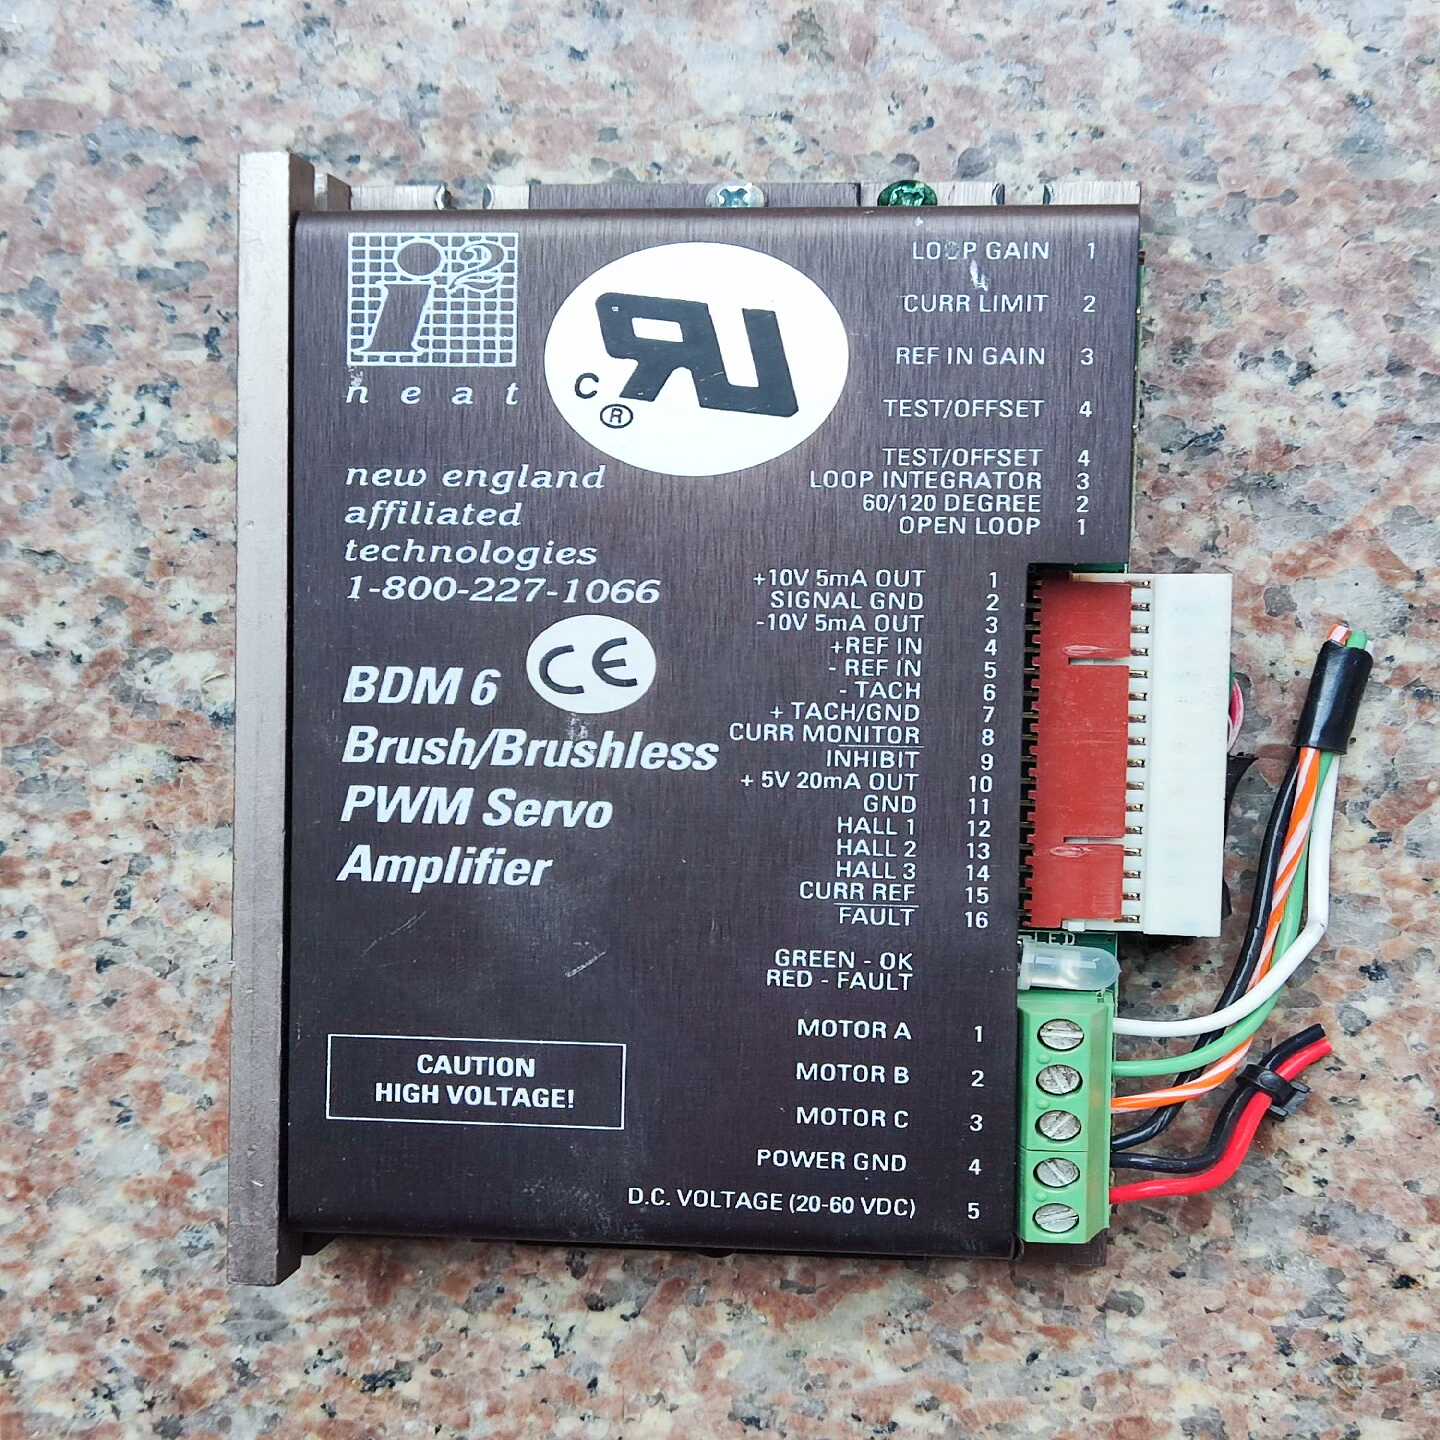 i2
n e a t
new england
affiliated
technologies
1-800-227-1066
C RU ®
CE
BDM 6
Brush/Brushless
PWM Servo
Amplifier
CAUTION
HIGH VOLTAGE!
LOOP GAIN 1
CURR LIMIT 2
REF IN GAIN 3
TEST/OFFSET 4
TEST/OFFSET 4
LOOP INTEGRATOR 3
60/120 DEGREE 2
OPEN LOOP 1
+10V 5mA OUT 1
SIGNAL GND 2
-10V 5mA OUT 3
+REF IN 4
- REF IN 5
- TACH 6
+ TACH/GND 7
CURR MONITOR 8
INHIBIT 9
+ 5V 20mA OUT 10
GND 11
HALL 1 12
HALL 2 13
HALL 3 14
CURR REF 15
FAULT 16
LED
GREEN - OK
RED - FAULT
MOTOR A 1
MOTOR B 2
MOTOR C 3
POWER GND 4
D.C. VOLTAGE (20-60 VDC) 5